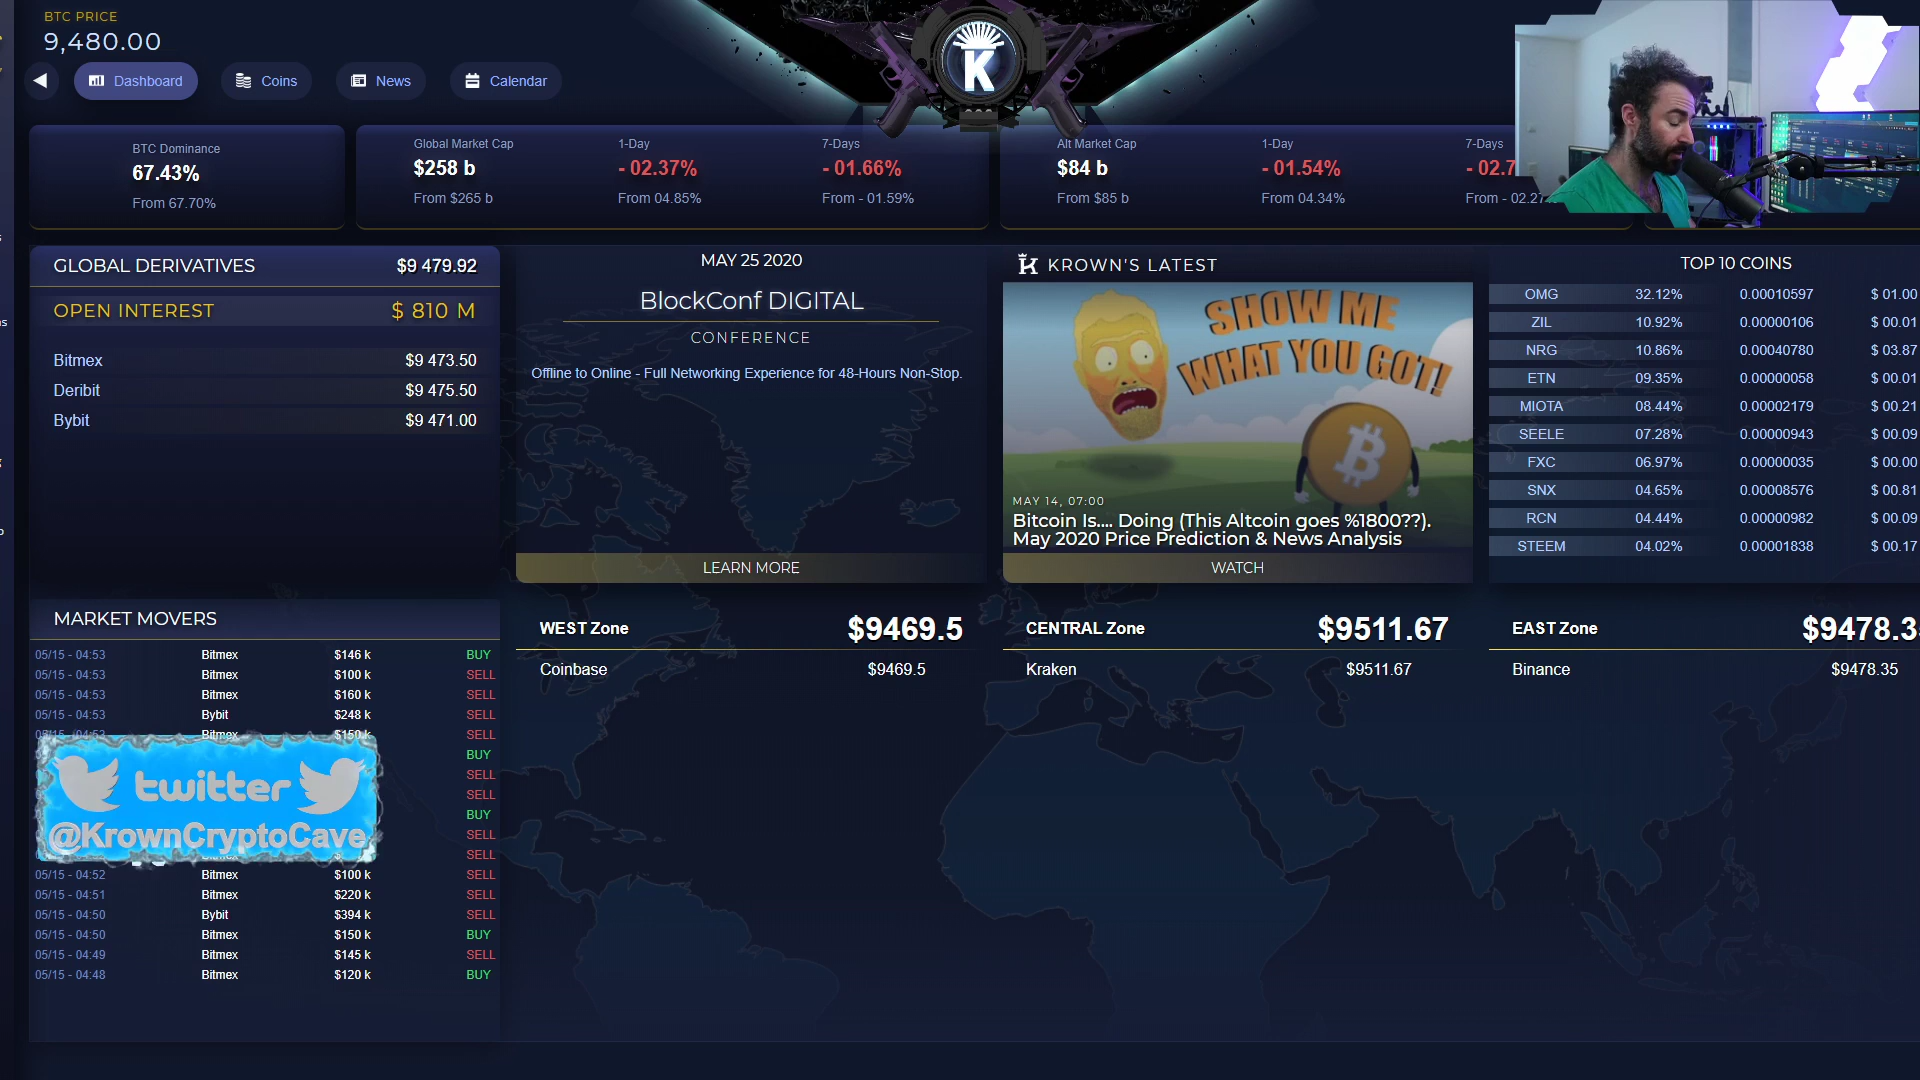 BTC PRICE
9,480.00
Dashboard
Coins
News
Calendar
K
BTC Dominance
67.43%
From 67.70%
Global Market Cap
$258 b
From $265 b
1-Day
- 02.37%
From 04.85%
7-Days
- 01.66%
From - 01.59%
Alt Market Cap
$84 b
From $85 b
1-Day
- 01.54%
From 04.34%
7-Days
- 02.7
From - 02.27
GLOBAL DERIVATIVES $9 479.92
OPEN INTEREST $ 810 M
Bitmex $9 473.50
Deribit $9 475.50
Bybit $9 471.00
MAY 25 2020
BlockConf DIGITAL
CONFERENCE
Offline to Online - Full Networking Experience for 48-Hours Non-Stop.
LEARN MORE
KROWN'S LATEST
SHOW ME
WHAT YOU GOT!
MAY 14, 07:00
Bitcoin Is.... Doing (This Altcoin goes %1800??).
May 2020 Price Prediction & News Analysis
WATCH
TOP 10 COINS
OMG 32.12% 0.00010597 $ 01.00
ZIL 10.92% 0.00000106 $ 00.01
NRG 10.86% 0.00040780 $ 03.87
ETN 09.35% 0.00000058 $ 00.01
MIOTA 08.44% 0.00002179 $ 00.21
SEELE 07.28% 0.00000943 $ 00.09
FXC 06.97% 0.00000035 $ 00.00
SNX 04.65% 0.00008576 $ 00.81
RCN 04.44% 0.00000982 $ 00.09
STEEM 04.02% 0.00001838 $ 00.17
MARKET MOVERS
05/15 - 04:53 Bitmex $146 k BUY
05/15 - 04:53 Bitmex $100 k SELL
05/15 - 04:53 Bitmex $160 k SELL
05/15 - 04:53 Bybit $248 k SELL
05/15 - 04:53 Bitmex $150 k SELL
BUY
SELL
SELL
BUY
SELL
SELL
twitter
@KrownCryptoCave
05/15 - 04:52 Bitmex $100 k SELL
05/15 - 04:51 Bitmex $220 k SELL
05/15 - 04:50 Bybit $394 k SELL
05/15 - 04:50 Bitmex $150 k BUY
05/15 - 04:49 Bitmex $145 k SELL
05/15 - 04:48 Bitmex $120 k BUY
WEST Zone $9469.5
Coinbase $9469.5
CENTRAL Zone $9511.67
Kraken $9511.67
EAST Zone $9478.3
Binance $9478.35